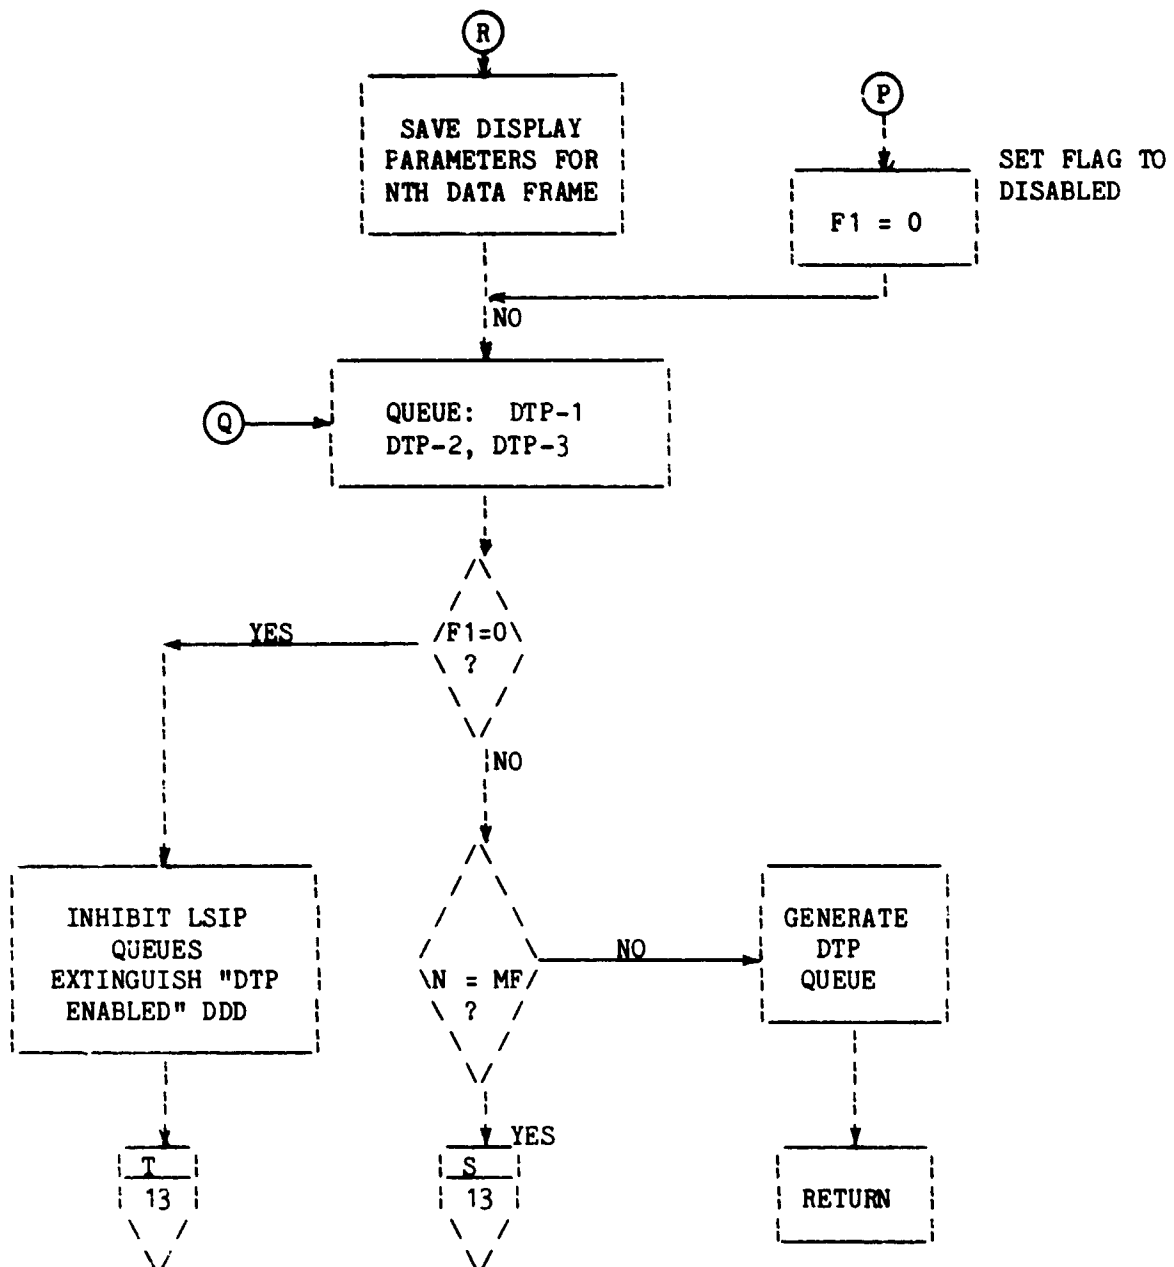 R
SAVE DISPLAY
PARAMETERS FOR
NTH DATA FRAME
P
SET FLAG TO
DISABLED
F1 = 0
NO
Q
QUEUE: DTP-1
DTP-2, DTP-3
YES
F1=0
?
NO
INHIBIT LSIP
QUEUES
EXTINGUISH "DTP
ENABLED" DDD
N = MF
?
NO
GENERATE
DTP
QUEUE
YES
T
13
S
13
RETURN